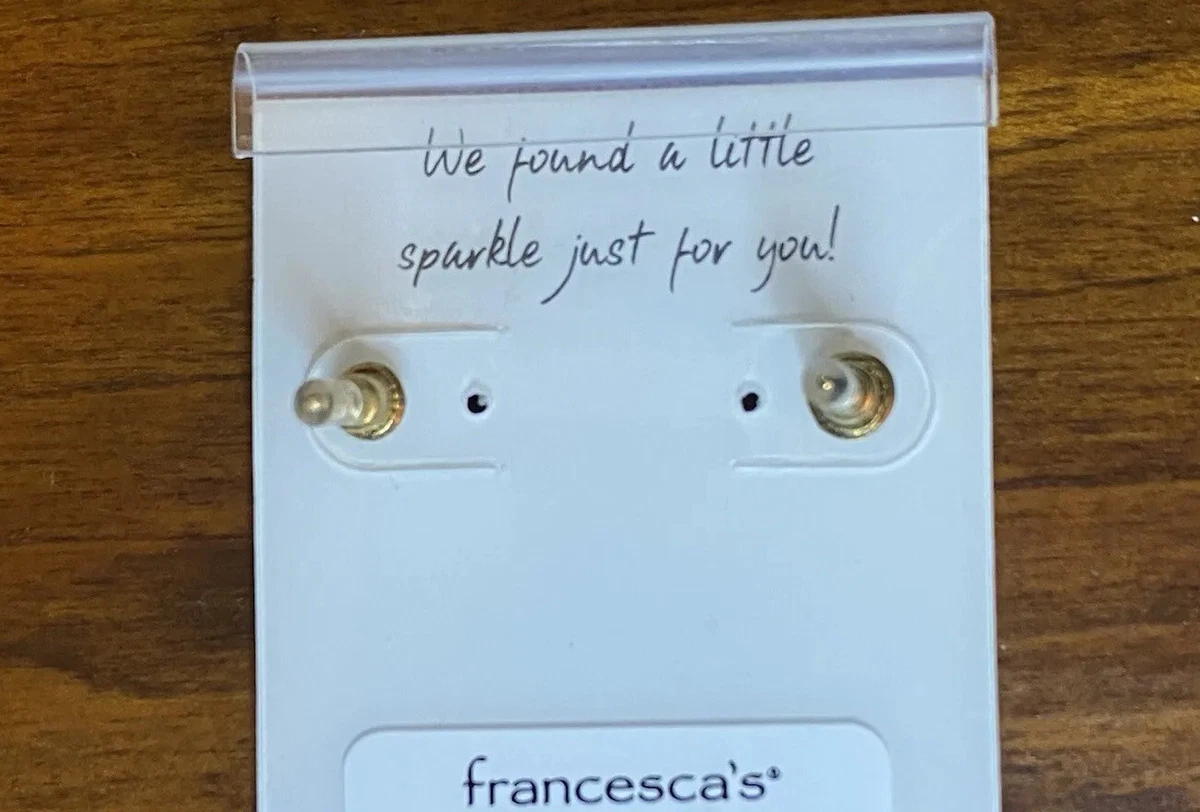 We found a little
sparkle just for you!
francesca's®